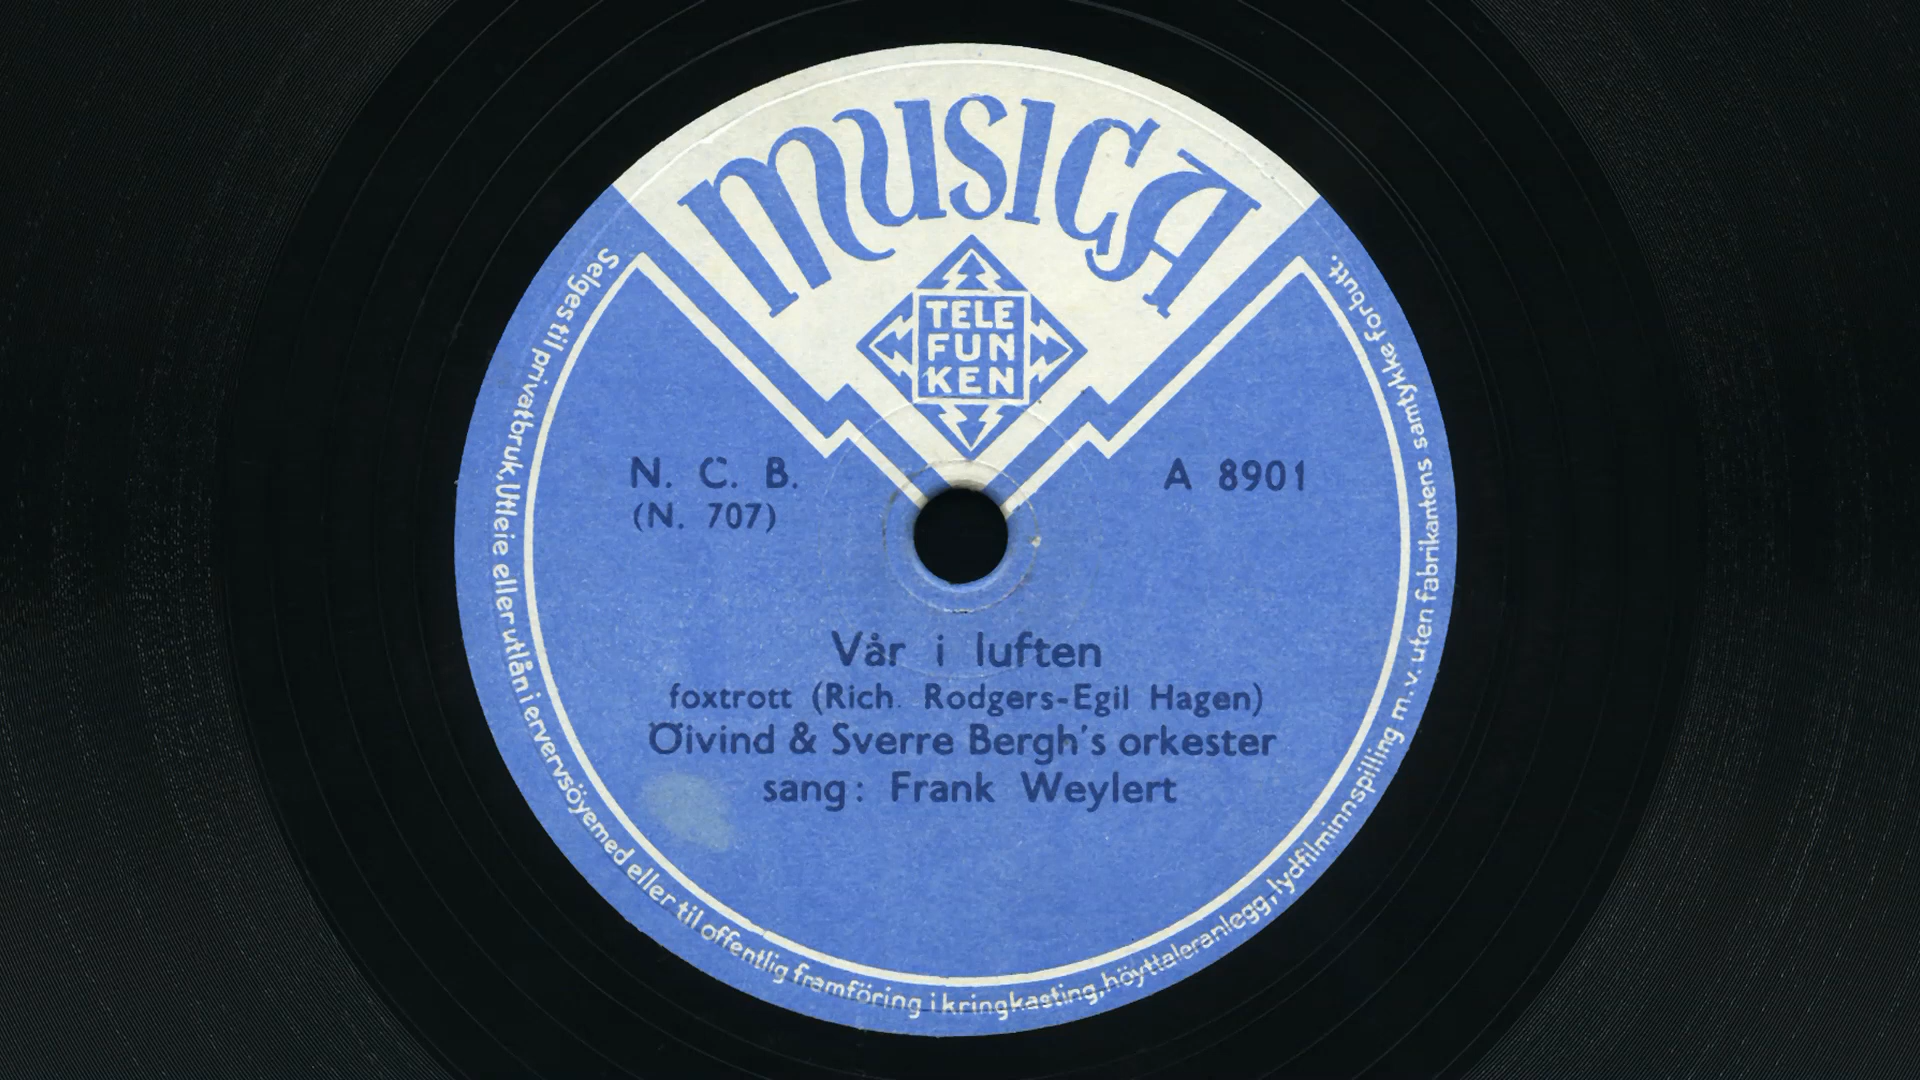 MUSICA
TELE
FUN
KEN
N. C. B.
A 8901
(N. 707)
Vår i luften
foxtrott (Rich. Rodgers-Egil Hagen)
Öivind & Sverre Bergh's orkester
sang: Frank Weylert
Selges til privatbruk, Utleie eller utlån i ervervsöyemed eller til offentlig framföring i kringkasting, höyttaleranlegg, lydfilminnspilling m.v. uten fabrikantens samtykke forbutt.